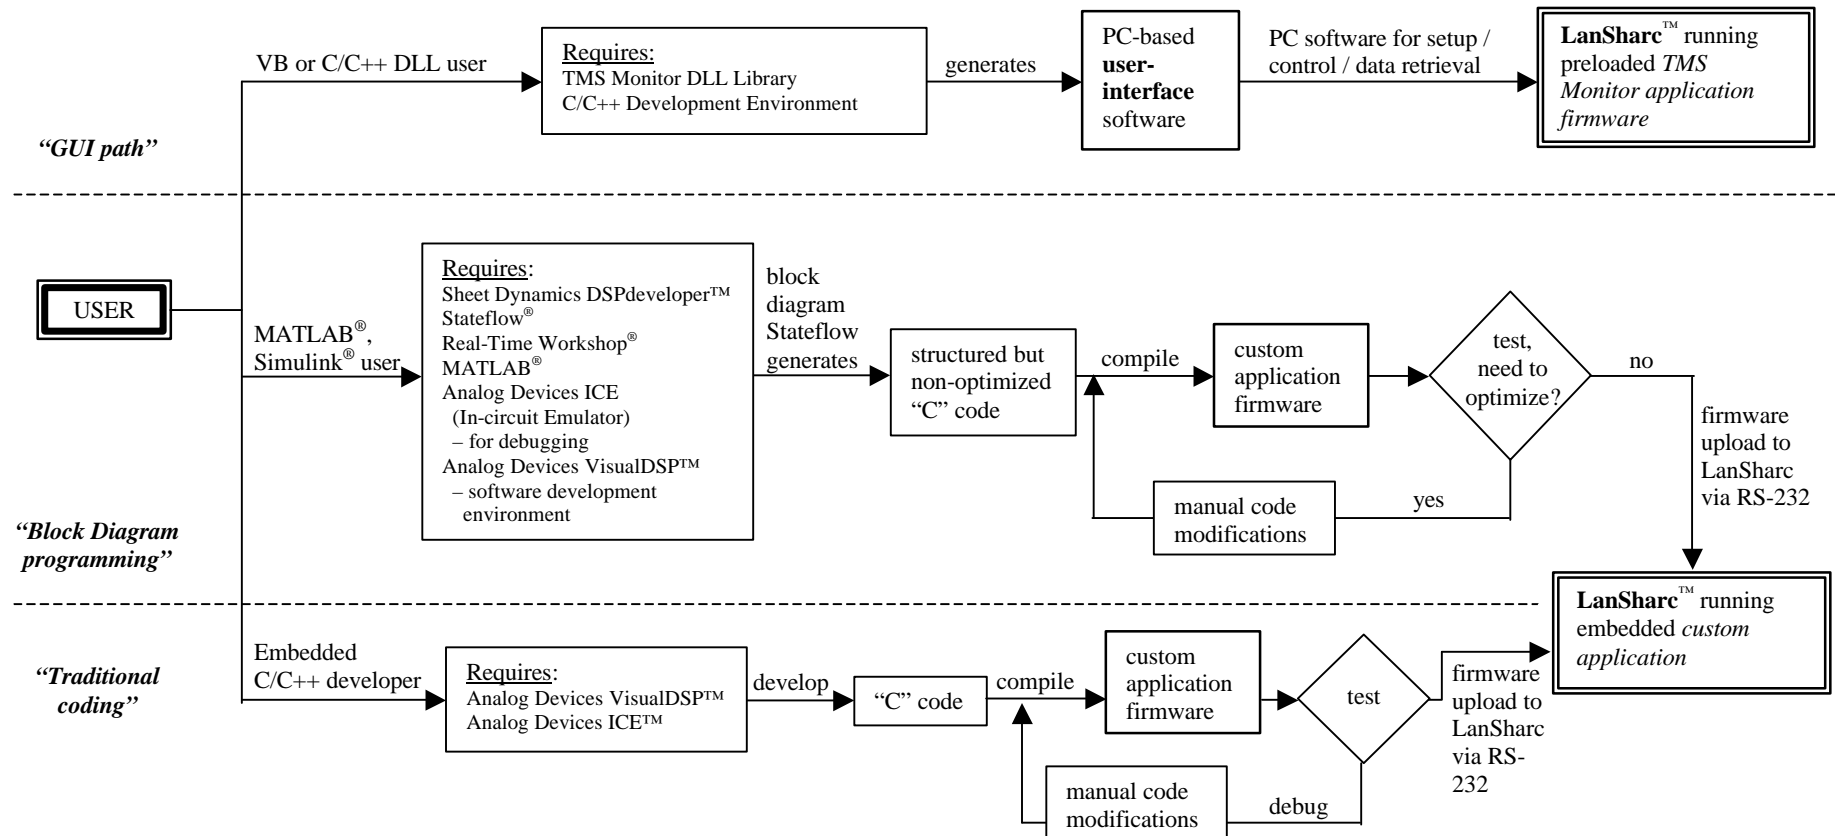 VB or C/C++ DLL user
Requires:
TMS Monitor DLL Library
C/C++ Development Environment
generates
PC-based
user-
interface
software
PC software for setup /
control / data retrieval
LanSharc™ running
preloaded TMS
Monitor application
firmware
“GUI path”
USER
MATLAB®,
Simulink® user
Requires:
Sheet Dynamics DSPdeveloper™
Stateflow®
Real-Time Workshop®
MATLAB®
Analog Devices ICE
(In-circuit Emulator)
– for debugging
Analog Devices VisualDSP™
– software development
environment
block
diagram
Stateflow
generates
structured but
non-optimized
“C” code
compile
custom
application
firmware
test,
need to
optimize?
no
yes
manual code
modifications
firmware
upload to
LanSharc
via RS-232
“Block Diagram
programming”
LanSharc™ running
embedded custom
application
“Traditional
coding”
Embedded
C/C++ developer
Requires:
Analog Devices VisualDSP™
Analog Devices ICE™
develop
“C” code
compile
custom
application
firmware
test
debug
manual code
modifications
firmware
upload to
LanSharc
via RS-
232